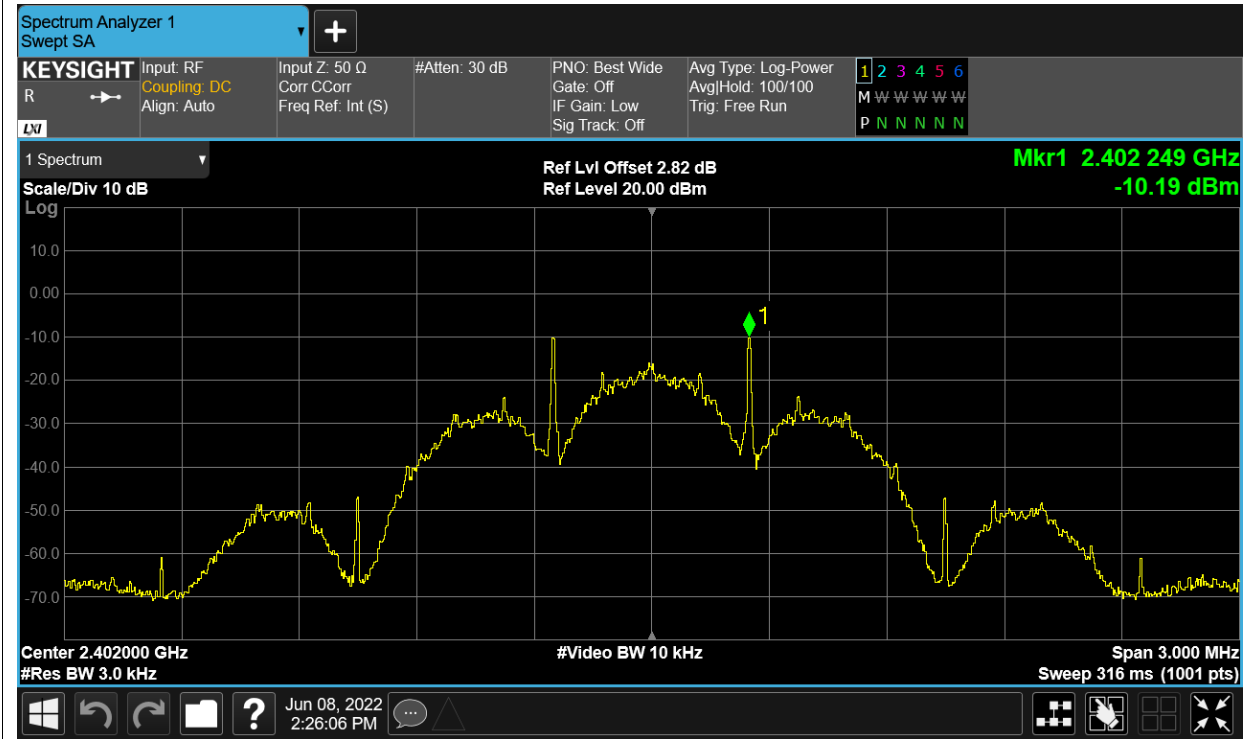 Spectrum Analyzer 1
Swept SA
KEYSIGHT
R
LXI
Input: RF
Coupling: DC
Align: Auto
Input Z: 50 Ω
Corr CCorr
Freq Ref: Int (S)
#Atten: 30 dB
PNO: Best Wide
Gate: Off
IF Gain: Low
Sig Track: Off
Avg Type: Log-Power
Avg|Hold: 100/100
Trig: Free Run
1 2 3 4 5 6
M W W W W W
P N N N N N N
1 Spectrum
Scale/Div 10 dB
Log
Ref Lvl Offset 2.82 dB
Ref Level 20.00 dBm
Mkr1 2.402 249 GHz
-10.19 dBm
10.0
0.00
1
-10.0
-20.0
-30.0
-40.0
-50.0
-60.0
-70.0
Center 2.402000 GHz
#Video BW 10 kHz
Span 3.000 MHz
#Res BW 3.0 kHz
Sweep 316 ms (1001 pts)
?
Jun 08, 2022
2:26:06 PM